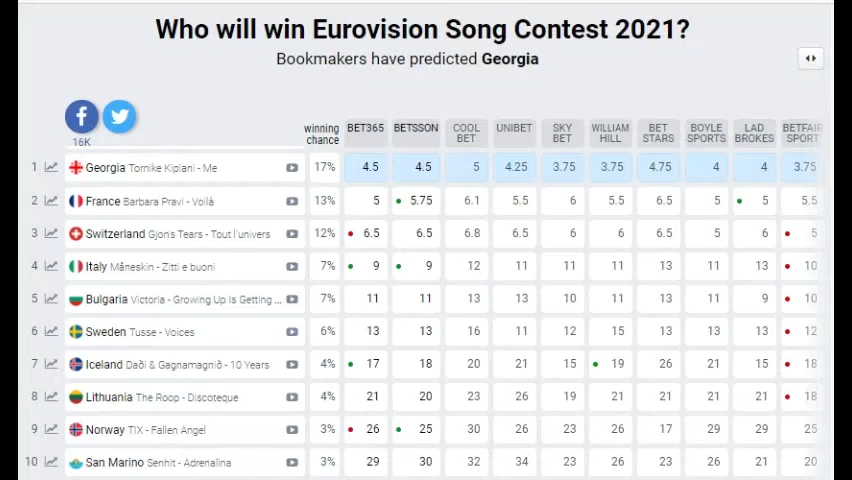 Who will win Eurovision Song Contest 2021?
Bookmakers have predicted Georgia
16K
winning chance BET365 BETSSON COOL BET UNIBET SKY BET WILLIAM HILL BET STARS BOYLE SPORTS LAD BROKES BETFAIR SPORT
1 Georgia Tornike Kipiani - Me 17% 4.5 4.5 5 4.25 3.75 3.75 4.75 4 4 3.75
2 France Barbara Pravi - Voilà 13% 5 5.75 6.1 5.5 6 5.5 6.5 5 5 5.5
3 Switzerland Gjon's Tears - Tout l'univers 12% 6.5 6.5 6.8 6.5 6 6 6.5 5 6 5
4 Italy Måneskin - Zitti e buoni 7% 9 9 12 11 11 11 13 11 13 10
5 Bulgaria Victoria - Growing Up Is Getting ... 7% 11 11 13 13 10 11 13 11 9 10
6 Sweden Tusse - Voices 6% 13 13 16 11 12 15 13 13 13 12
7 Iceland Daði & Gagnamagnið - 10 Years 4% 17 18 20 21 15 19 26 21 15 18
8 Lithuania The Roop - Discoteque 4% 21 20 23 26 19 21 21 21 21 18
9 Norway TIX - Fallen Angel 3% 26 25 30 26 23 26 17 29 29 25
10 San Marino Senhit - Adrenalina 3% 29 30 32 34 23 26 23 26 21 20